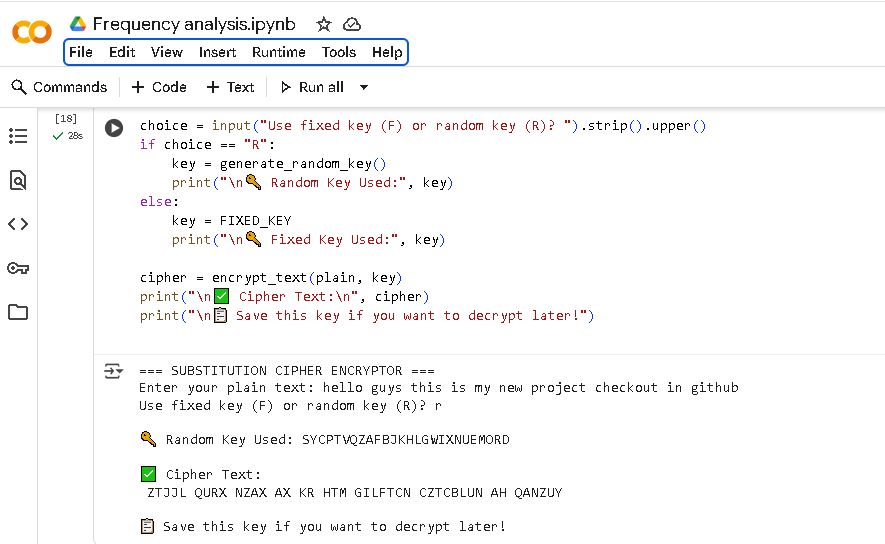 Frequency analysis.ipynb
File Edit View Insert Runtime Tools Help
Commands + Code + Text Run all
[18]
28s
choice = input("Use fixed key (F) or random key (R)? ").strip().upper()
if choice == "R":
    key = generate_random_key()
    print("\n🔑 Random Key Used:", key)
else:
    key = FIXED_KEY
    print("\n🔑 Fixed Key Used:", key)

cipher = encrypt_text(plain, key)
print("\n✅ Cipher Text:\n", cipher)
print("\n📋 Save this key if you want to decrypt later!")

=== SUBSTITUTION CIPHER ENCRYPTOR ===
Enter your plain text: hello guys this is my new project checkout in github
Use fixed key (F) or random key (R)? r

🔑 Random Key Used: SYCPTVQZAFBJKHLGWIXNUEMORD

✅ Cipher Text:
 ZTJJL QURX NZAX AX KR HTM GILFTCN CZTCBLUN AH QANZUY

📋 Save this key if you want to decrypt later!